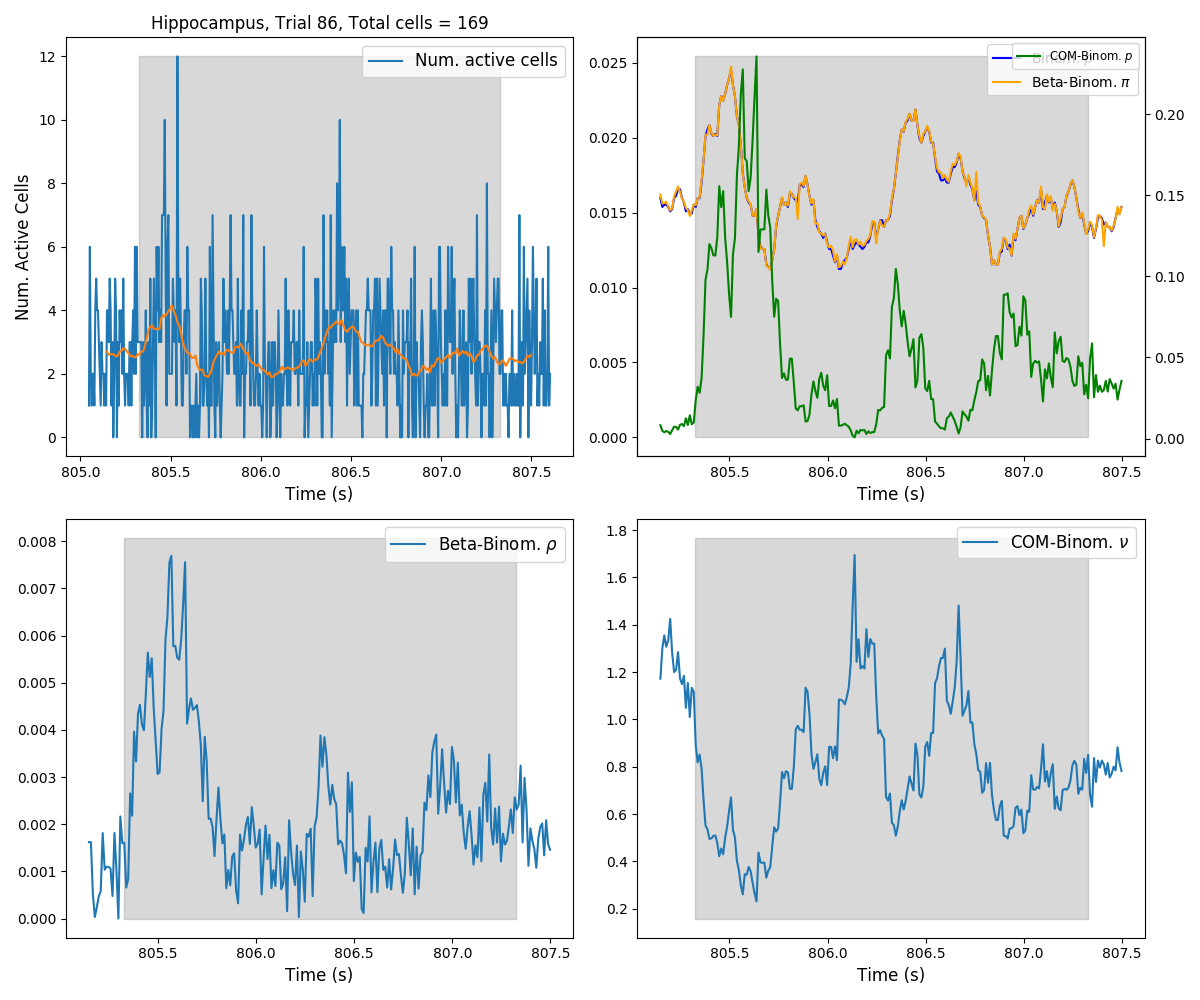 Hippocampus, Trial 86, Total cells = 169
Num. active cells
Num. Active Cells
12
10
8
6
4
2
0
805.0 805.5 806.0 806.5 807.0 807.5
Time (s)
Binom. p
COM-Binom. p
Beta-Binom. π
0.025
0.020
0.015
0.010
0.005
0.000
0.20
0.15
0.10
0.05
0.00
805.5 806.0 806.5 807.0 807.5
Time (s)
Beta-Binom. ρ
0.008
0.007
0.006
0.005
0.004
0.003
0.002
0.001
0.000
805.5 806.0 806.5 807.0 807.5
Time (s)
COM-Binom. ν
1.8
1.6
1.4
1.2
1.0
0.8
0.6
0.4
0.2
805.5 806.0 806.5 807.0 807.5
Time (s)